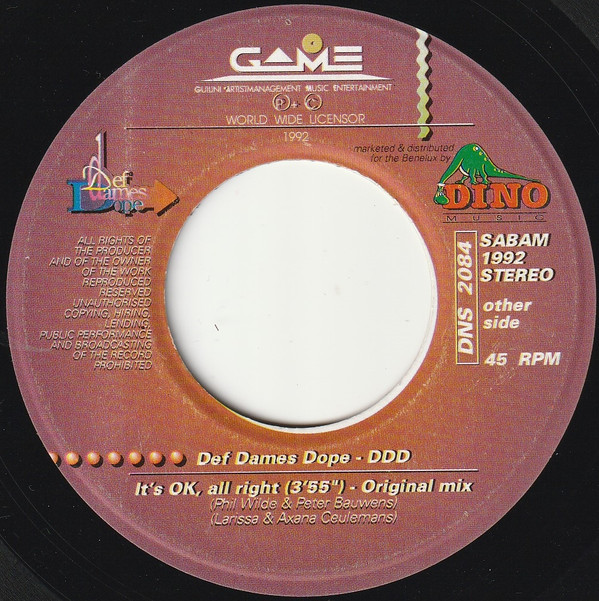 GAME
GUILINI 'ARTISTMANAGEMENT MUSIC ENTERTAINMENT
Ⓟ + Ⓒ
WORLD WIDE LICENSOR
1992
marketed & distributed
for the Benelux by
DINO
MUSIC
Def
Dames
Dope
ALL RIGHTS OF
THE PRODUCER
AND OF THE OWNER
OF THE WORK
REPRODUCED
RESERVED
UNAUTHORISED
COPYING, HIRING,
LENDING,
PUBLIC PERFORMANCE
AND BROADCASTING
OF THE RECORD
PROHIBITED
DNS 2084
SABAM
1992
STEREO
other
side
45 RPM
Def Dames Dope - DDD
It's OK, all right (3'55") - Original mix
(Phil Wilde & Peter Bauwens)
(Larissa & Axana Ceulemans)